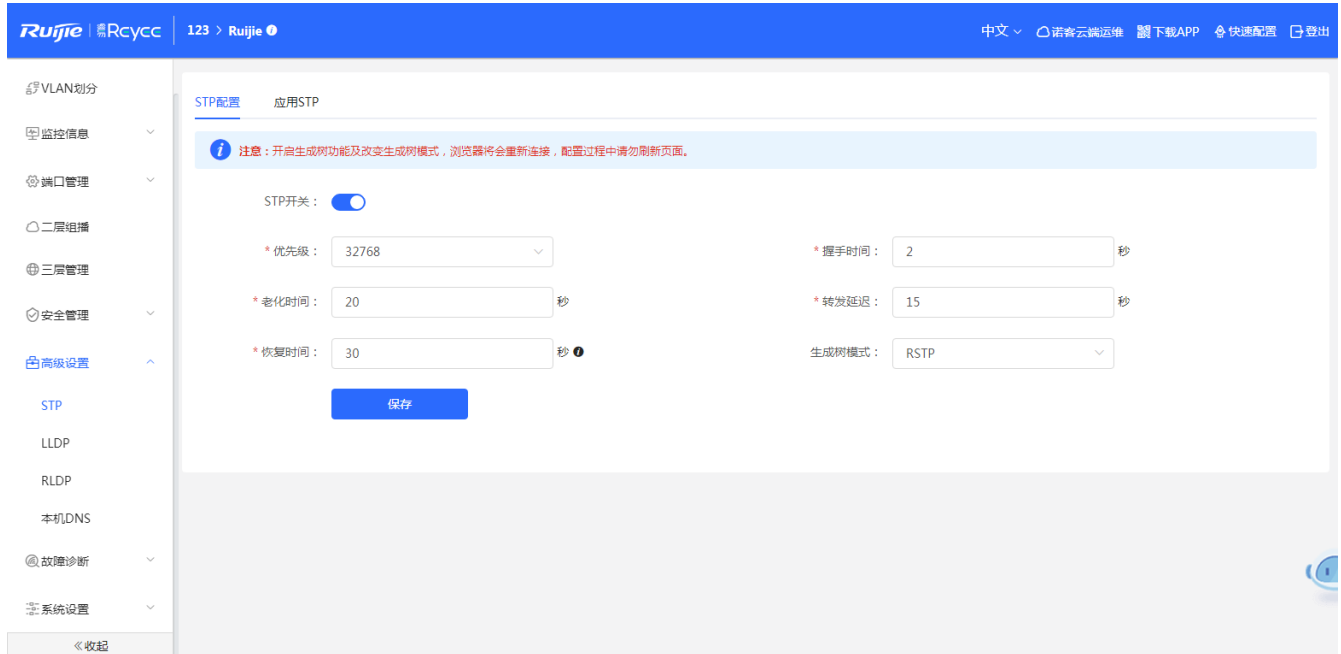 Ruijie | 睿易Reyee 123 > Ruijie 中文 诺客云端运维 下载APP 快速配置 登出
VLAN划分
监控信息
端口管理
二层组播
三层管理
安全管理
高级设置
STP
LLDP
RLDP
本机DNS
故障诊断
系统设置
«收起
STP配置 应用STP
注意:开启生成树功能及改变生成树模式,浏览器将会重新连接,配置过程中请勿刷新页面。
STP开关:
* 优先级: 32768 * 握手时间: 2 秒
* 老化时间: 20 秒 * 转发延迟: 15 秒
* 恢复时间: 30 秒 生成树模式: RSTP
保存